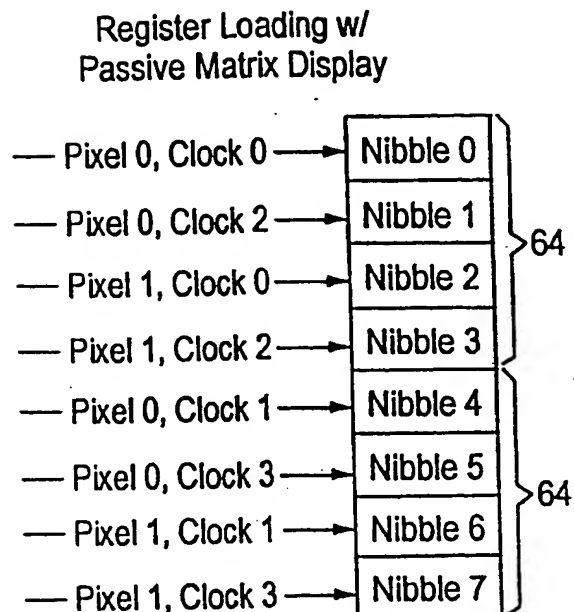 Register Loading w/
Passive Matrix Display
Pixel 0, Clock 0 Nibble 0
Pixel 0, Clock 2 Nibble 1
64
Pixel 1, Clock 0 Nibble 2
Pixel 1, Clock 2 Nibble 3
Pixel 0, Clock 1 Nibble 4
Pixel 0, Clock 3 Nibble 5
64
Pixel 1, Clock 1 Nibble 6
Pixel 1, Clock 3 Nibble 7